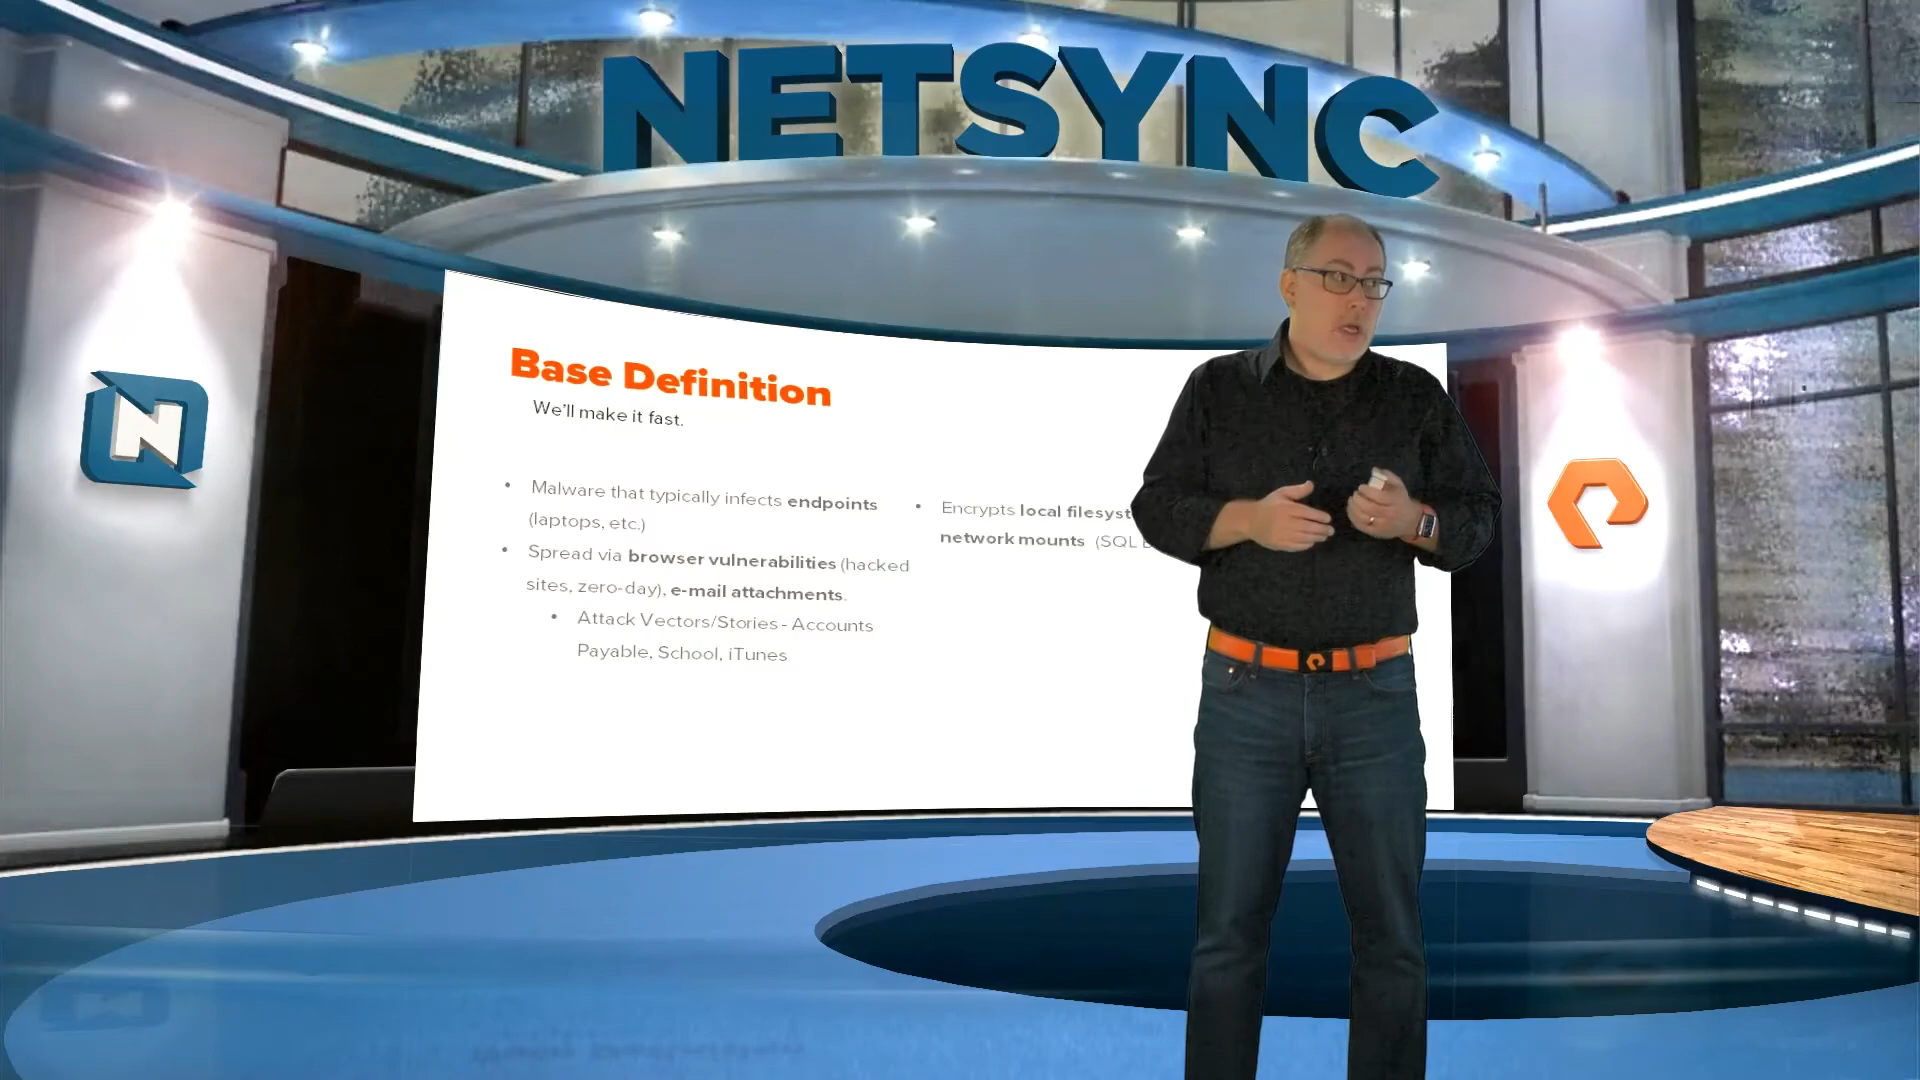 NETSYNC
Base Definition
We'll make it fast.
• Malware that typically infects endpoints
(laptops, etc.)
• Spread via browser vulnerabilities (hacked
sites, zero-day), e-mail attachments.
• Attack Vectors/Stories - Accounts
Payable, School, iTunes
• Encrypts local
network mounts (SQL
N